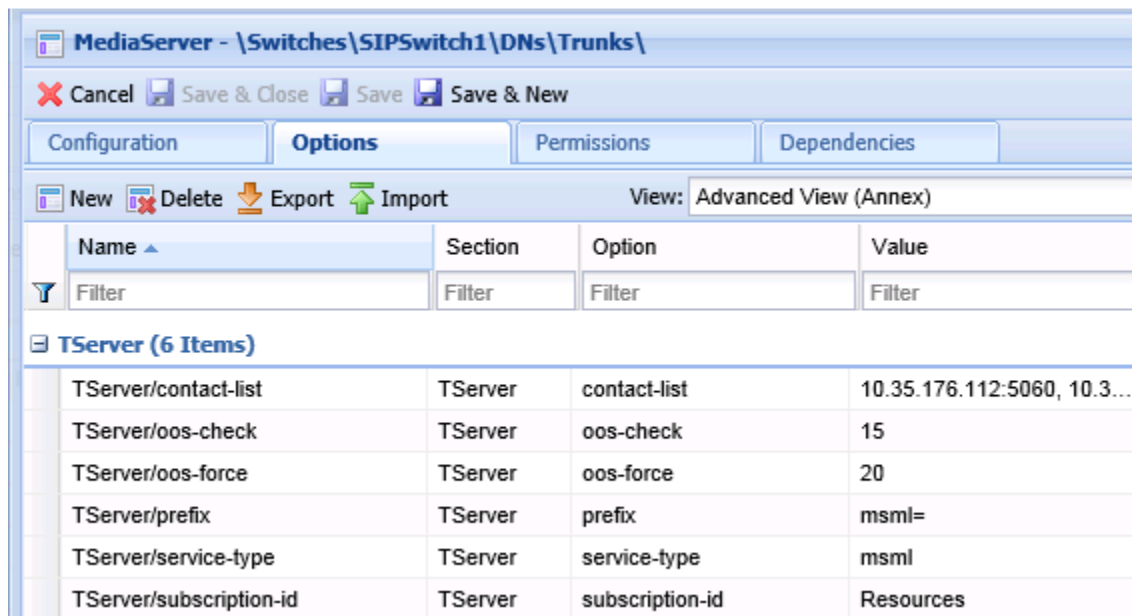 MediaServer - \Switches\SIPSwitch1\DNs\Trunks\
Cancel Save & Close Save Save & New
Configuration Options Permissions Dependencies
New Delete Export Import View: Advanced View (Annex)
Name Section Option Value
Filter Filter Filter Filter
TServer (6 Items)
TServer/contact-list TServer contact-list 10.35.176.112:5060, 10.3...
TServer/oos-check TServer oos-check 15
TServer/oos-force TServer oos-force 20
TServer/prefix TServer prefix msml=
TServer/service-type TServer service-type msml
TServer/subscription-id TServer subscription-id Resources